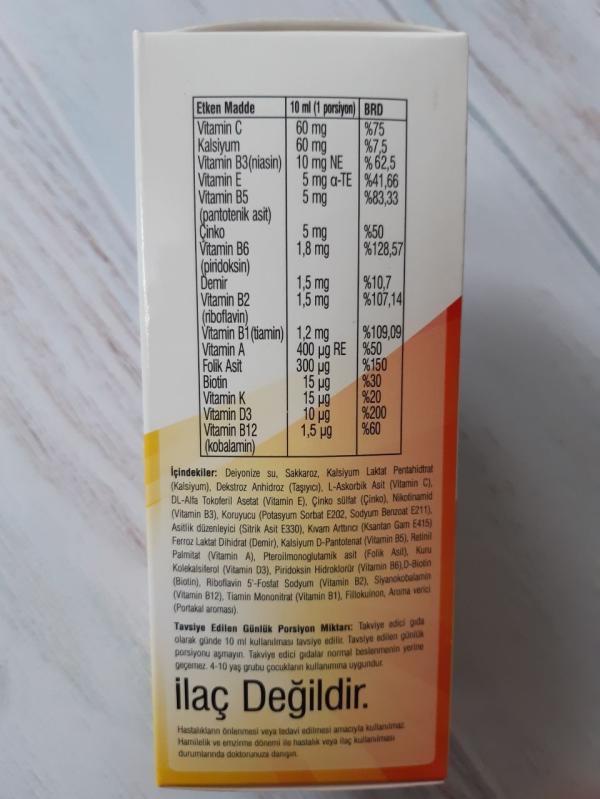 Etken Madde 10 ml (1 porsiyon) BRD
Vitamin C 60 mg %75
Kalsiyum 60 mg %7,5
Vitamin B3(niasin) 10 mg NE % 62,5
Vitamin E 5 mg α-TE %41,66
Vitamin B5 5 mg %83,33
(pantotenik asit)
Çinko 5 mg %50
Vitamin B6 1,8 mg %128,57
(piridoksin)
Demir 1,5 mg %10,7
Vitamin B2 1,5 mg %107,14
(riboflavin)
Vitamin B1(tiamin) 1,2 mg %109,09
Vitamin A 400 µg RE %50
Folik Asit 300 µg %150
Biotin 15 µg %30
Vitamin K 15 µg %20
Vitamin D3 10 µg %200
Vitamin B12 1,5 µg %60
(kobalamin)
İçindekiler: Deiyonize su, Sakkaroz, Kalsiyum Laktat Pentahidtrat
(Kalsiyum), Dekstroz Anhidroz (Taşıyıcı), L-Askorbik Asit (Vitamin C),
DL-Alfa Tokoferil Asetat (Vitamin E), Çinko sülfat (Çinko), Nikotinamid
(Vitamin B3), Koruyucu (Potasyum Sorbat E202, Sodyum Benzoat E211),
Asitlik düzenleyici (Sitrik Asit E330), Kıvam Arttırıcı (Ksantan Gam E415)
Ferroz Laktat Dihidrat (Demir), Kalsiyum D-Pantotenat (Vitamin B5), Retinil
Palmitat (Vitamin A), Pteroilmonoglutamik asit (Folik Asit), Kuru
Kolekalsiferol (Vitamin D3), Piridoksin Hidroklorür (Vitamin B6),D-Biotin
(Biotin), Riboflavin 5'-Fosfat Sodyum (Vitamin B2), Siyanokobalamin
(Vitamin B12), Tiamin Mononitrat (Vitamin B1), Fillokuinon, Aroma verici
(Portakal aroması).
Tavsiye Edilen Günlük Porsiyon Miktarı: Takviye edici gıda
olarak günde 10 ml kullanılması tavsiye edilir. Tavsiye edilen günlük
porsiyonu aşmayın. Takviye edici gıdalar normal beslenmenin yerine
geçemez. 4-10 yaş grubu çocukların kullanımına uygundur.
İlaç Değildir.
Hastalıkların önlenmesi veya tedavi edilmesi amacıyla kullanılmaz.
Hamilelik ve emzirme dönemi ile hastalık veya ilaç kullanılması
durumlarında doktorunuza danışın.